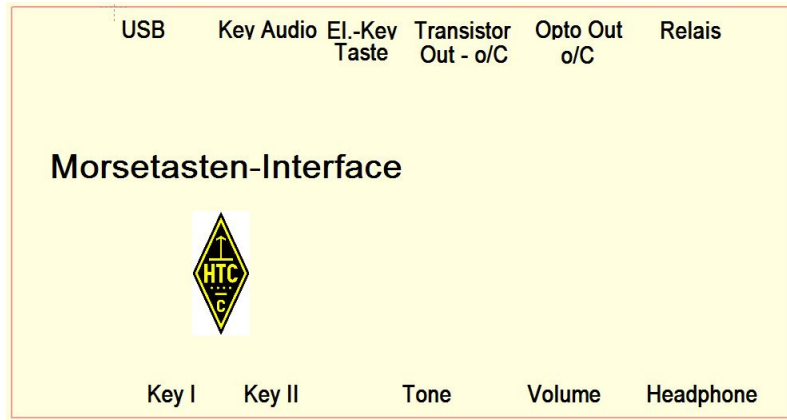 USB Key Audio El.-Key Transistor Opto Out Relais
Taste Out - o/C o/C
Morsetasten-Interface
HTC
C
Key I Key II Tone Volume Headphone